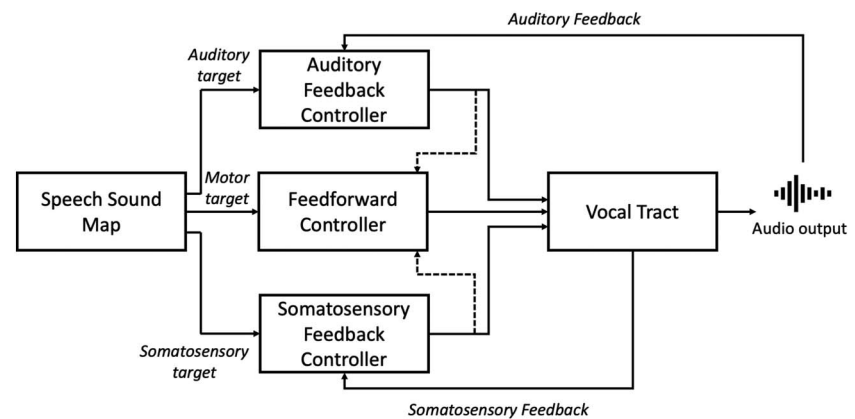 Auditory Feedback
Auditory
target
Auditory
Feedback
Controller
Speech Sound
Map
Motor
target
Feedforward
Controller
Vocal Tract
Audio output
Somatosensory
target
Somatosensory
Feedback
Controller
Somatosensory Feedback